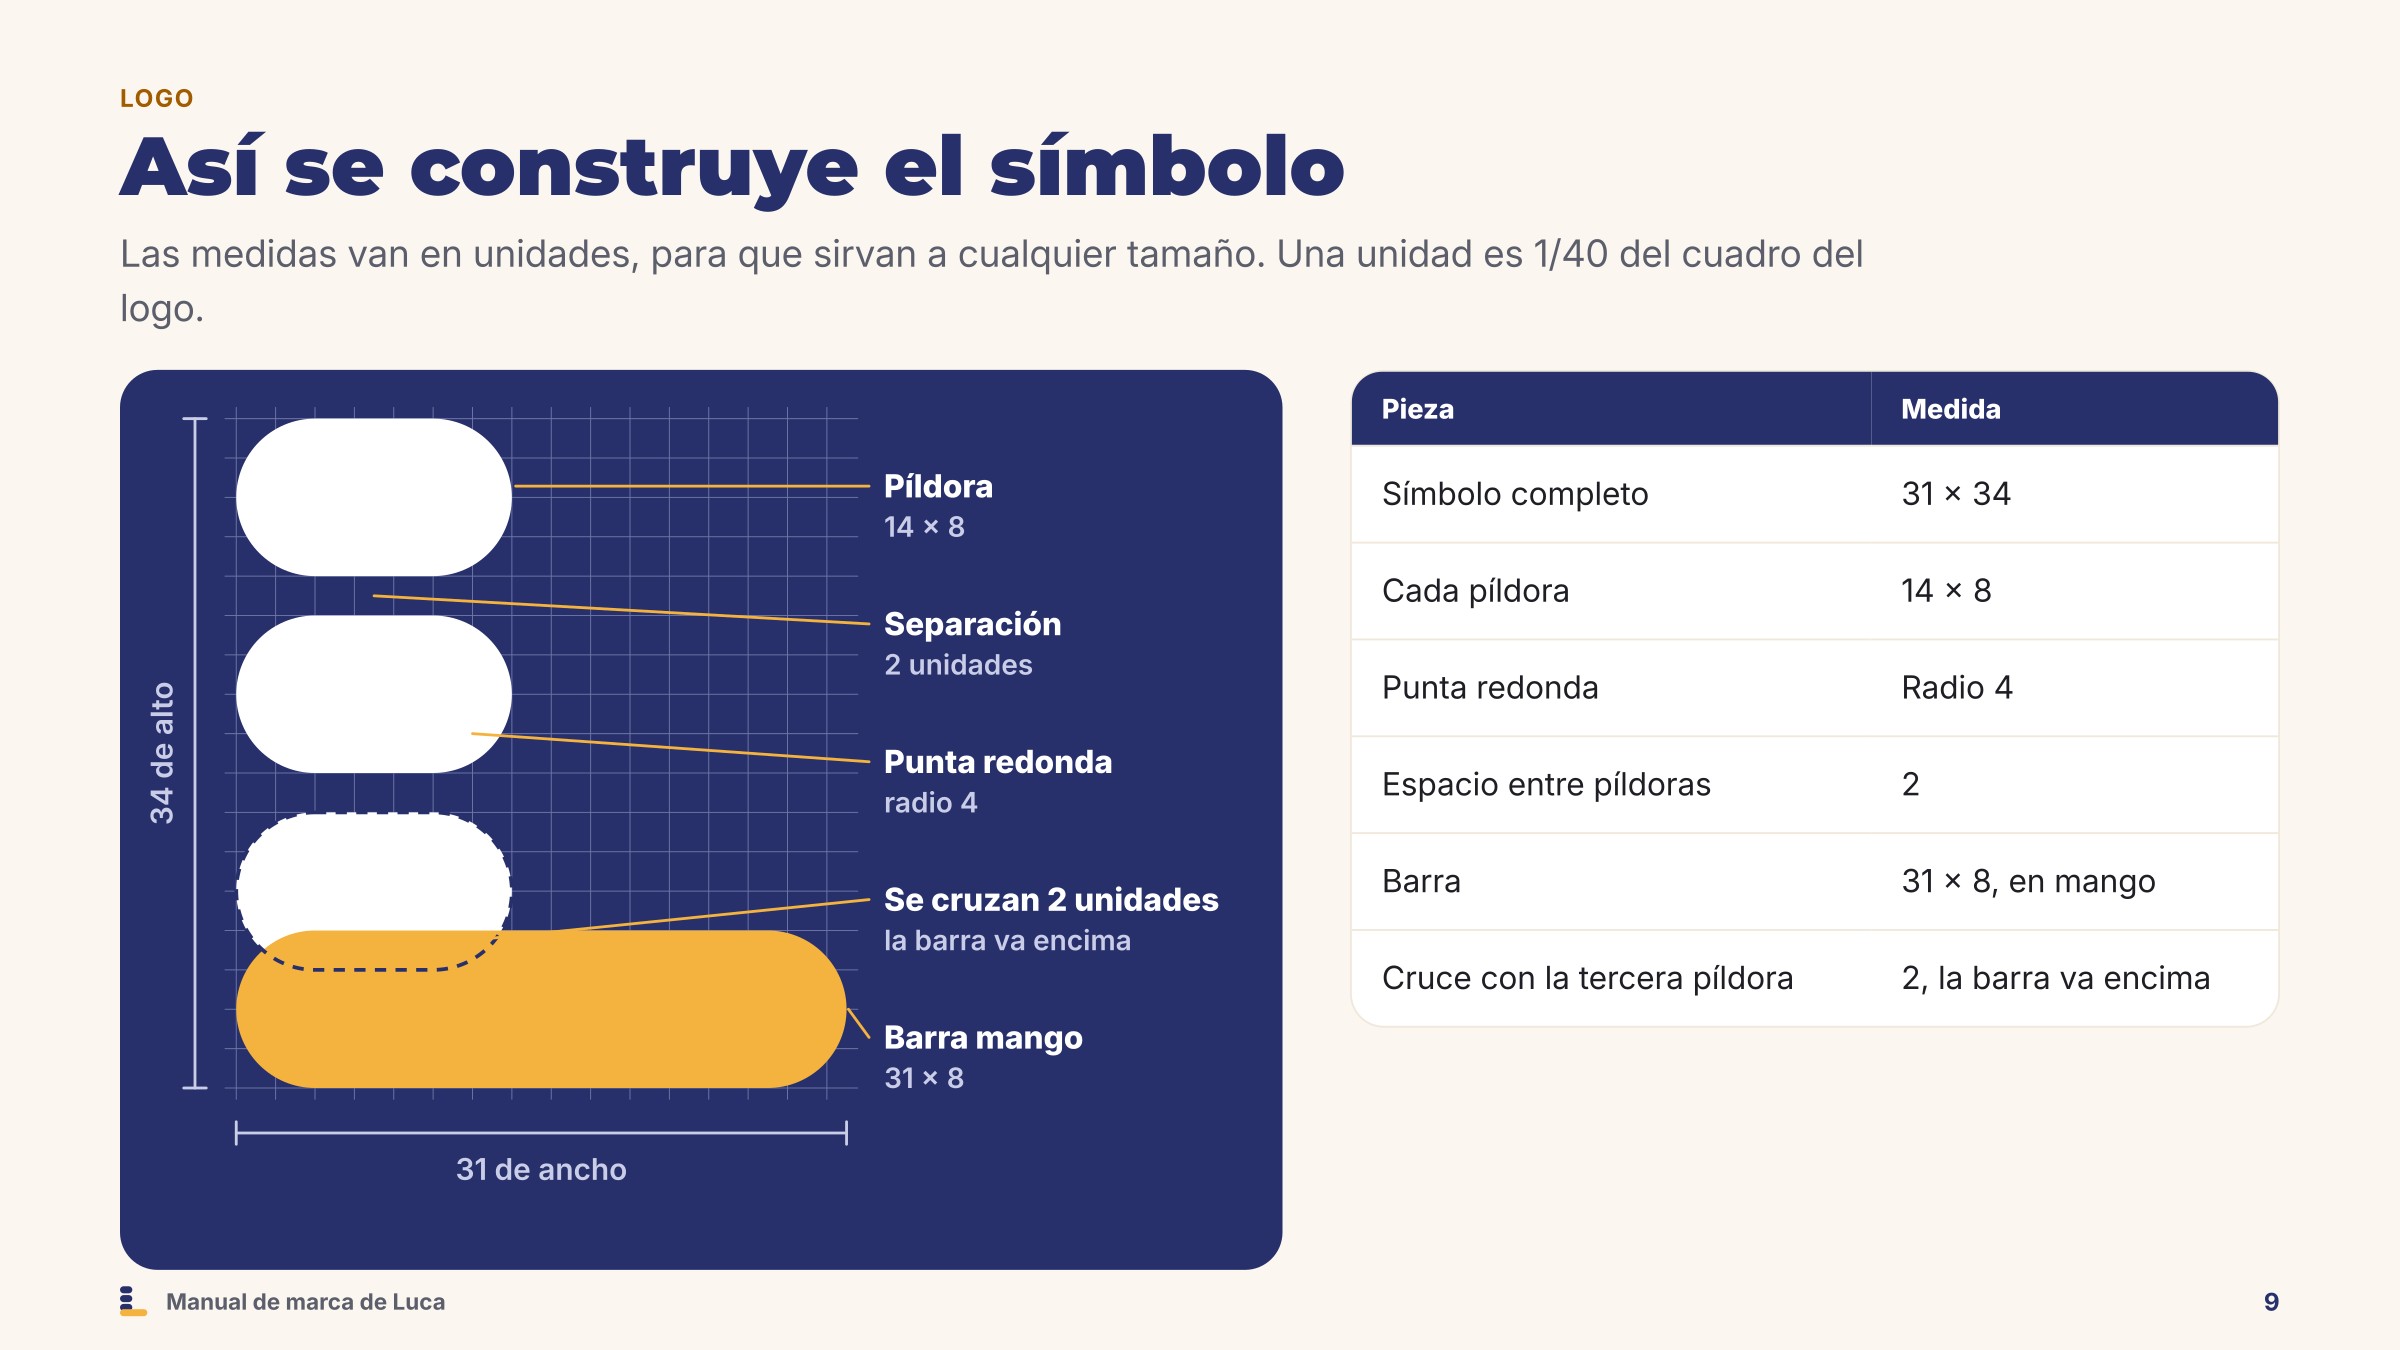 LOGO
Así se construye el símbolo
Las medidas van en unidades, para que sirvan a cualquier tamaño. Una unidad es 1/40 del cuadro del
logo.
34 de alto
Píldora
14 × 8
Separación
2 unidades
Punta redonda
radio 4
Se cruzan 2 unidades
la barra va encima
Barra mango
31 × 8
31 de ancho
Pieza Medida
Símbolo completo 31 × 34
Cada píldora 14 × 8
Punta redonda Radio 4
Espacio entre píldoras 2
Barra 31 × 8, en mango
Cruce con la tercera píldora 2, la barra va encima
Manual de marca de Luca
9